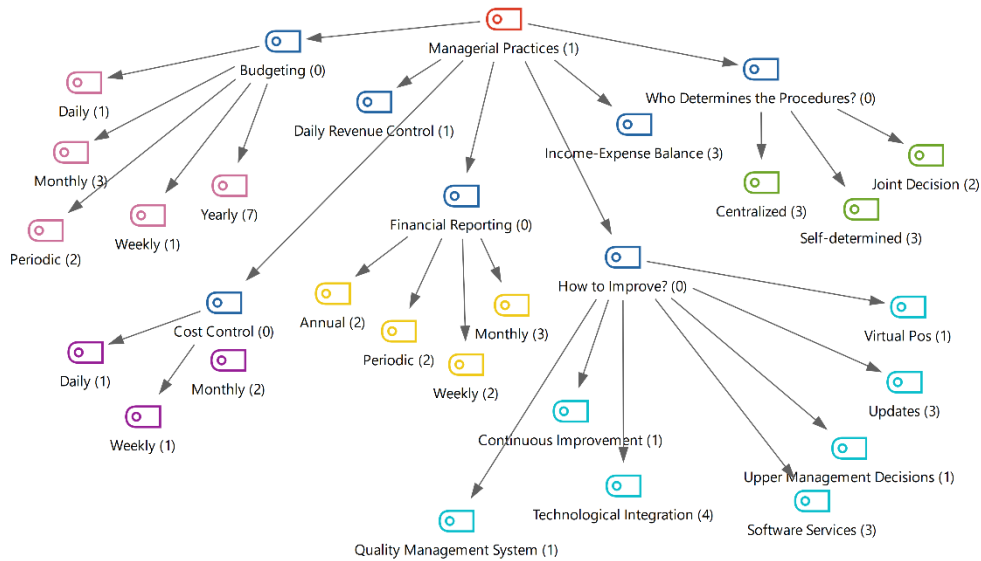 Managerial Practices (1)
Budgeting (0)
Who Determines the Procedures? (0)
Daily (1)
Daily Revenue Control (1)
Income-Expense Balance (3)
Monthly (3)
Joint Decision (2)
Yearly (7)
Centralized (3)
Weekly (1)
Financial Reporting (0)
Self-determined (3)
Periodic (2)
How to Improve? (0)
Annual (2)
Cost Control (0)
Monthly (3)
Virtual Pos (1)
Periodic (2)
Daily (1)
Monthly (2)
Weekly (2)
Updates (3)
Weekly (1)
Continuous Improvement (1)
Upper Management Decisions (1)
Technological Integration (4)
Software Services (3)
Quality Management System (1)